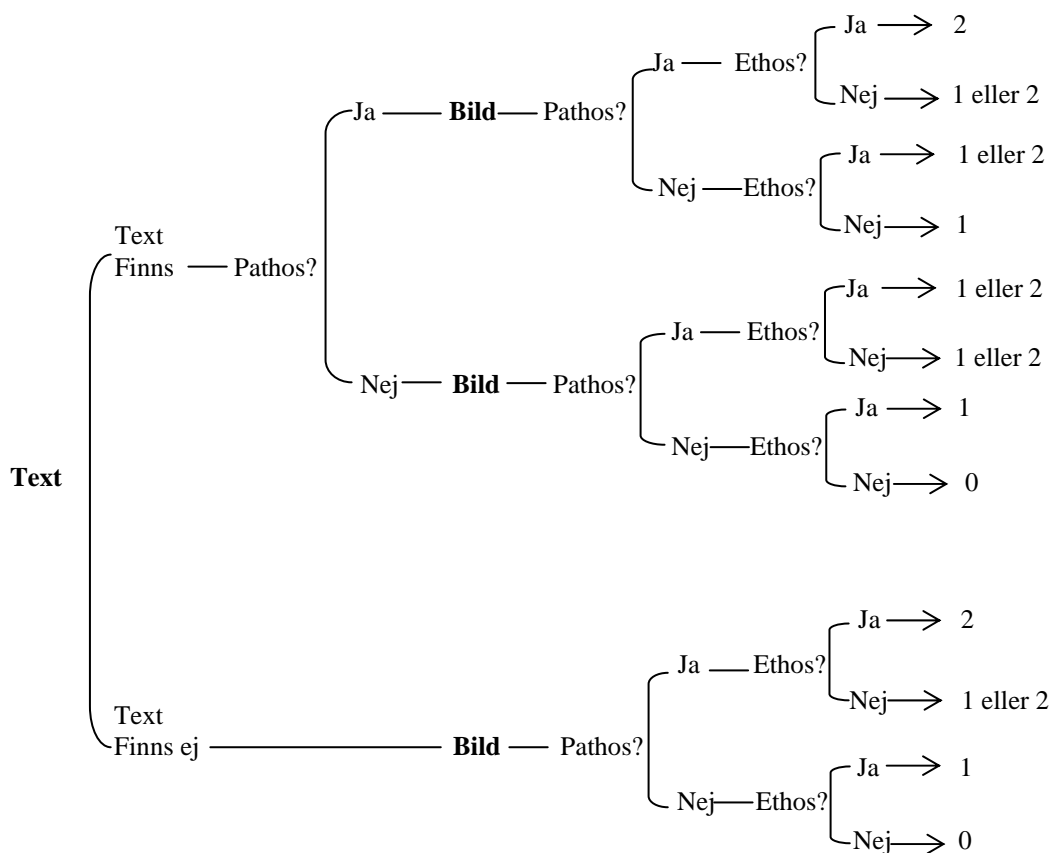 Ja 2
Ja Ethos?
Nej 1 eller 2
Ja Bild Pathos?
Ja 1 eller 2
Nej Ethos?
Nej 1
Text
Finns Pathos?
Ja 1 eller 2
Ja Ethos?
Nej 1 eller 2
Nej Bild Pathos?
Ja 1
Nej Ethos?
Nej 0
Text
Ja 2
Ja Ethos?
Nej 1 eller 2
Text
Finns ej Bild Pathos?
Ja 1
Nej Ethos?
Nej 0